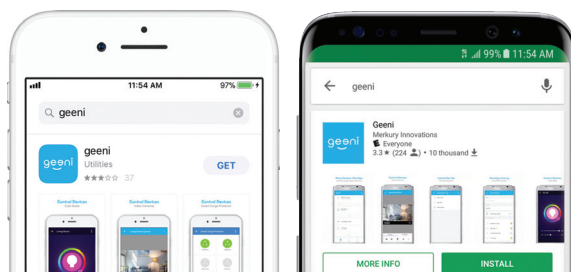 11:54 AM
97%
geeni
geeni
geeni
Utilities
37
GET
Control Devices
Control Devices
Control Devices
99% 11:54 AM
geeni
geeni
Geeni
Merkury Innovations
Everyone
3.3 ★ (224) • 10 thousand
MORE INFO
INSTALL